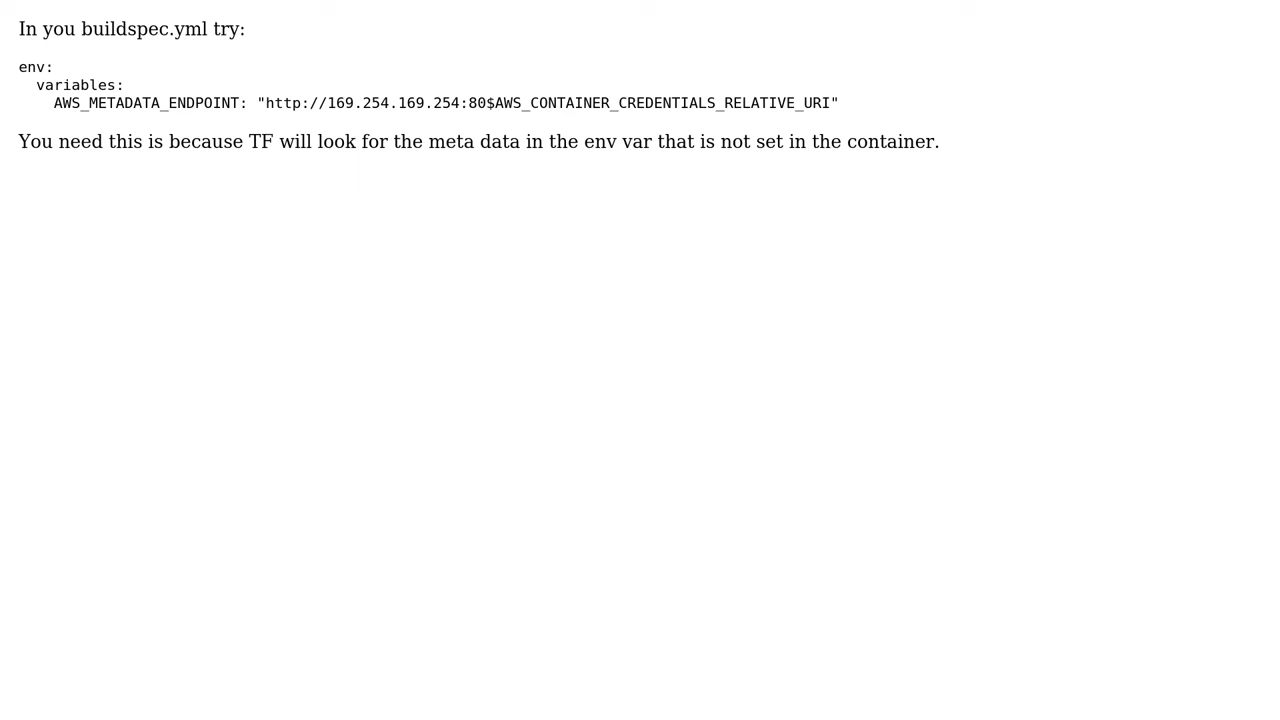 In you buildspec.yml try:
env:
  variables:
    AWS_METADATA_ENDPOINT: "http://169.254.169.254:80$AWS_CONTAINER_CREDENTIALS_RELATIVE_URI"
You need this is because TF will look for the meta data in the env var that is not set in the container.